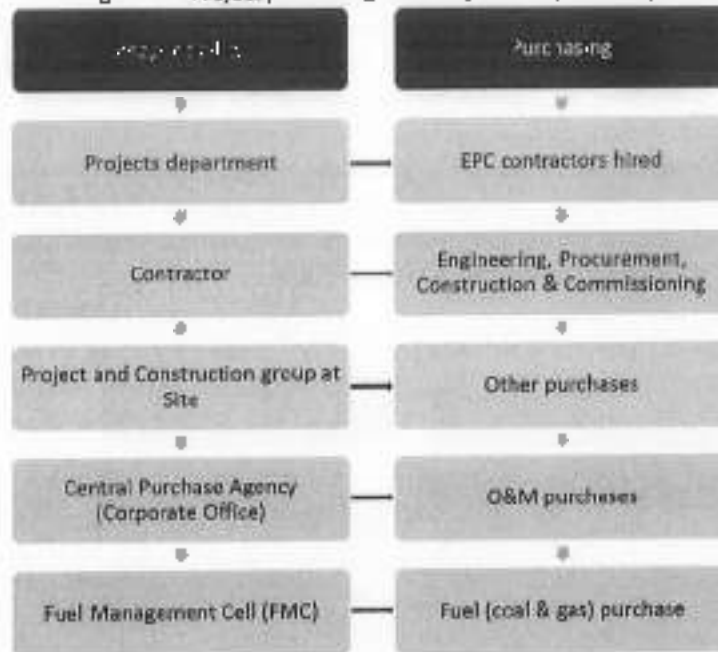 Purchasing
Projects department
EPC contractors hired
Contractor
Engineering, Procurement,
Construction & Commissioning
Project and Construction group at
Site
Other purchases
Central Purchase Agency
(Corporate Office)
O&M purchases
Fuel Management Cell (FMC)
Fuel (coal & gas) purchase